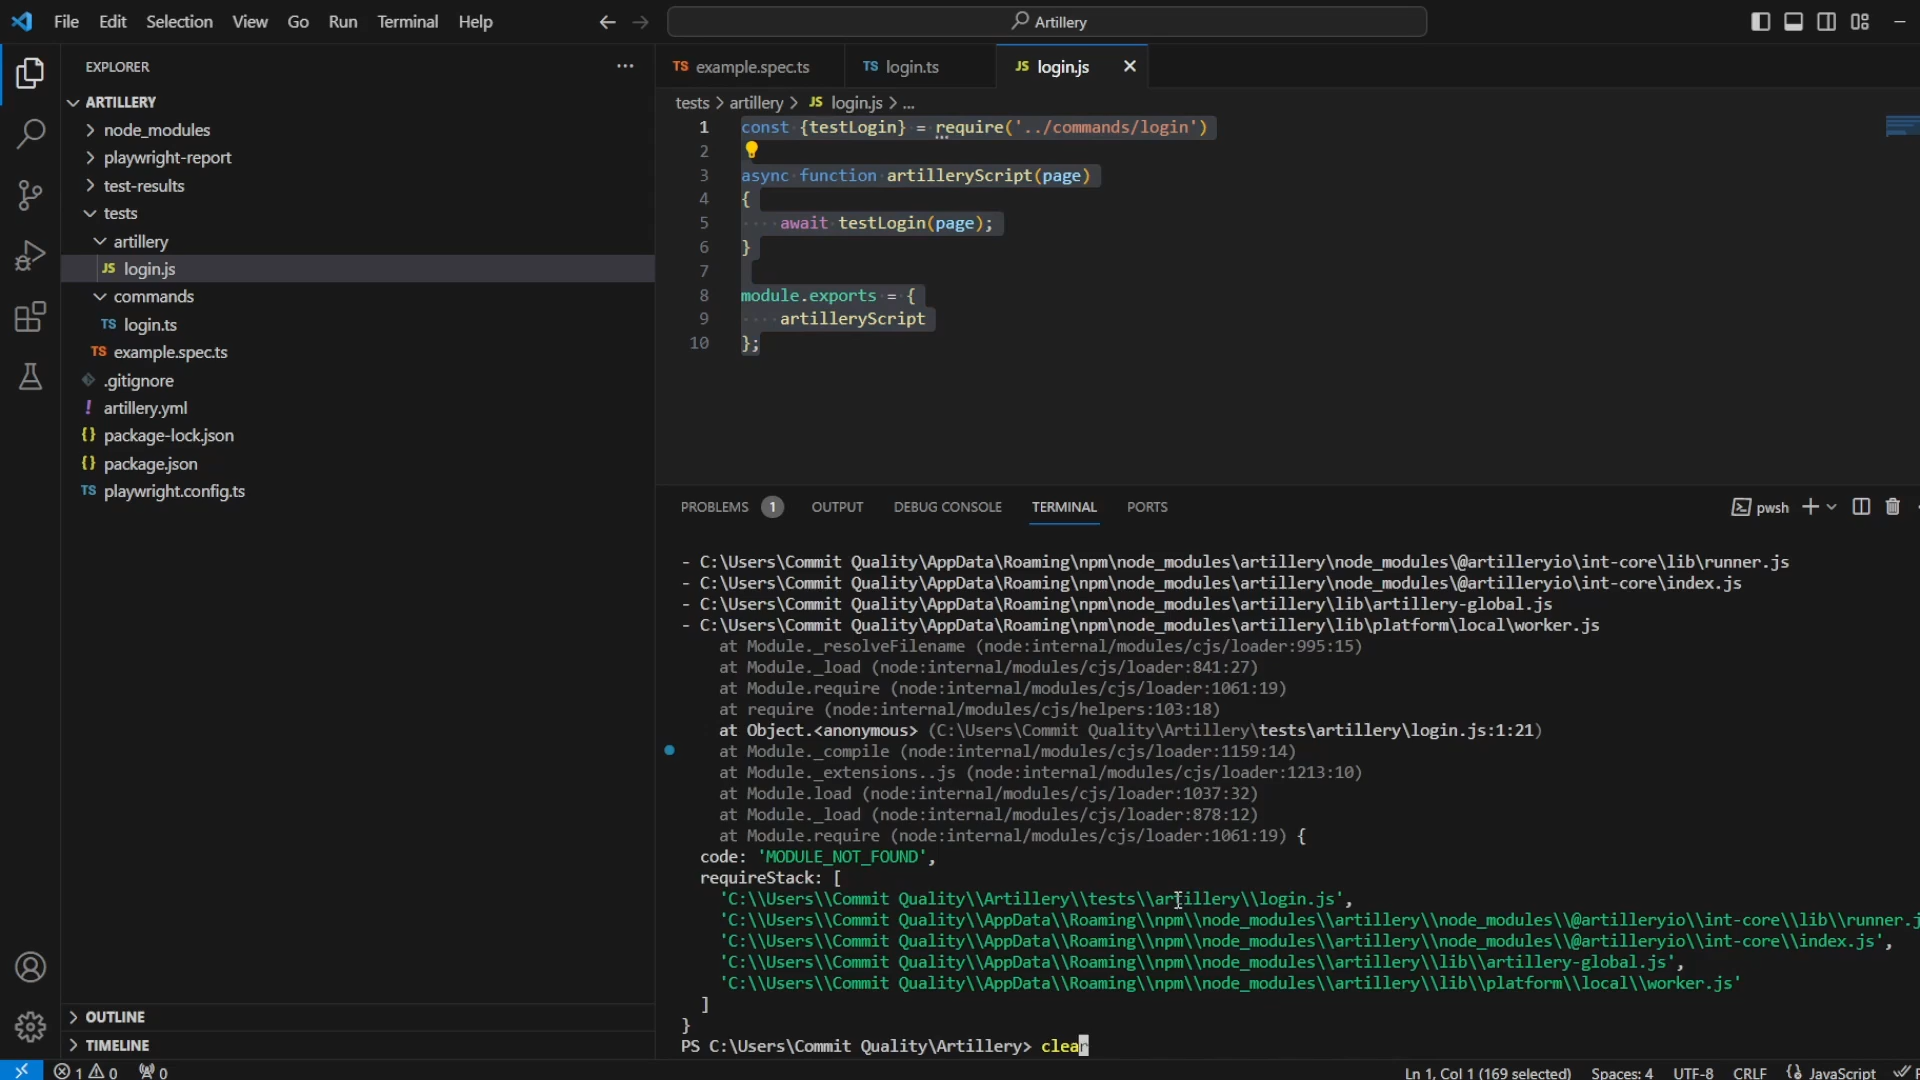 File Edit Selection View Go Run Terminal Help
Artillery
EXPLORER
ARTILLERY
node_modules
playwright-report
test-results
tests
artillery
JS login.js
commands
TS login.ts
TS example.spec.ts
.gitignore
! artillery.yml
{} package-lock.json
{} package.json
TS playwright.config.ts
OUTLINE
TIMELINE
TS example.spec.ts TS login.ts JS login.js
tests > artillery > JS login.js > ...
1 const {testLogin} = require('../commands/login')
2
3 async function artilleryScript(page)
4 {
5 await testLogin(page);
6 }
7
8 module.exports = {
9 artilleryScript
10 };
PROBLEMS 1 OUTPUT DEBUG CONSOLE TERMINAL PORTS
pwsh
- C:\Users\Commit Quality\AppData\Roaming\npm\node_modules\artillery\node_modules\@artilleryio\int-core\lib\runner.js
- C:\Users\Commit Quality\AppData\Roaming\npm\node_modules\artillery\node_modules\@artilleryio\int-core\index.js
- C:\Users\Commit Quality\AppData\Roaming\npm\node_modules\artillery\lib\artillery-global.js
- C:\Users\Commit Quality\AppData\Roaming\npm\node_modules\artillery\lib\platform\local\worker.js
at Module._resolveFilename (node:internal/modules/cjs/loader:995:15)
at Module._load (node:internal/modules/cjs/loader:841:27)
at Module.require (node:internal/modules/cjs/loader:1061:19)
at require (node:internal/modules/cjs/helpers:103:18)
at Object.<anonymous> (C:\Users\Commit Quality\Artillery\tests\artillery\login.js:1:21)
at Module._compile (node:internal/modules/cjs/loader:1159:14)
at Module._extensions..js (node:internal/modules/cjs/loader:1213:10)
at Module.load (node:internal/modules/cjs/loader:1037:32)
at Module._load (node:internal/modules/cjs/loader:878:12)
at Module.require (node:internal/modules/cjs/loader:1061:19) {
code: 'MODULE_NOT_FOUND',
requireStack: [
'C:\\Users\\Commit Quality\\Artillery\\tests\\artillery\\login.js',
'C:\\Users\\Commit Quality\\AppData\\Roaming\\npm\\node_modules\\artillery\\node_modules\\@artilleryio\\int-core\\lib\\runner.j
'C:\\Users\\Commit Quality\\AppData\\Roaming\\npm\\node_modules\\artillery\\node_modules\\@artilleryio\\int-core\\index.js',
'C:\\Users\\Commit Quality\\AppData\\Roaming\\npm\\node_modules\\artillery\\lib\\artillery-global.js',
'C:\\Users\\Commit Quality\\AppData\\Roaming\\npm\\node_modules\\artillery\\lib\\platform\\local\\worker.js'
]
}
PS C:\Users\Commit Quality\Artillery> clear
1 0 0 Ln 1, Col 1 (169 selected) Spaces: 4 UTF-8 CRLF {} JavaScript